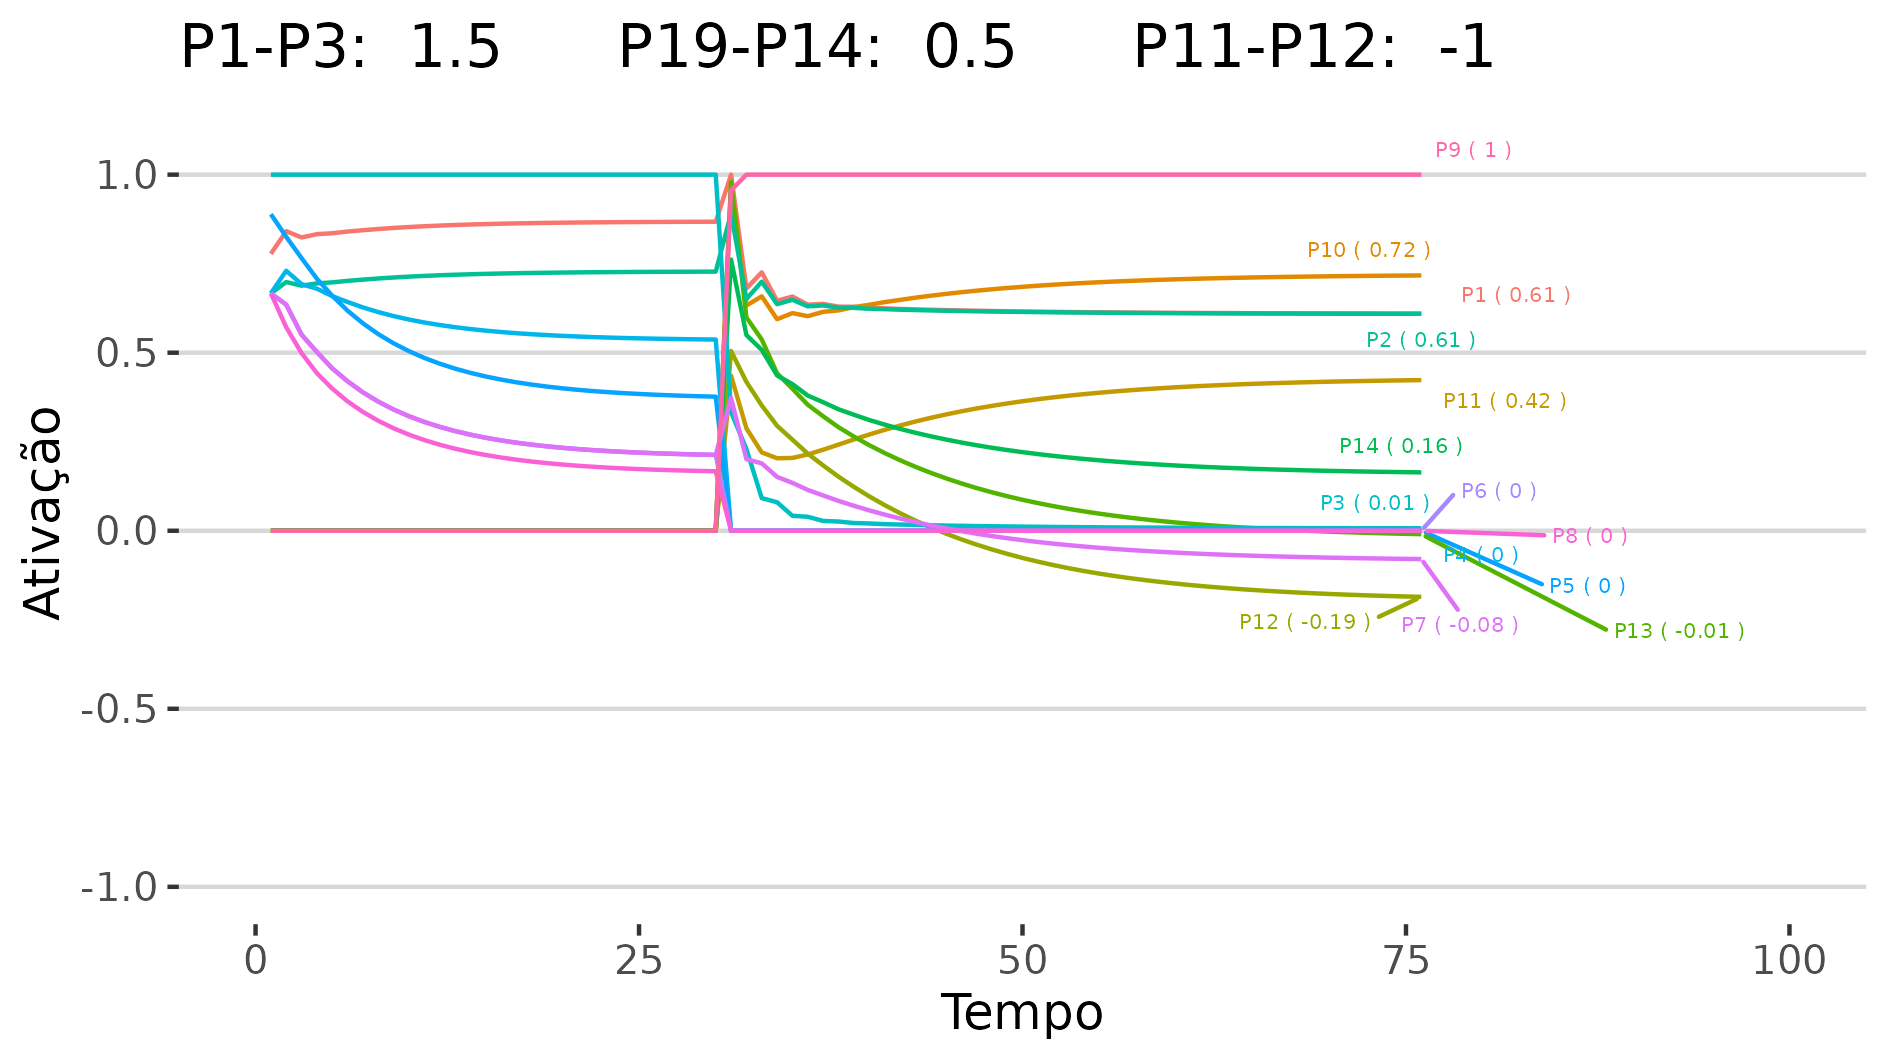 P1-P3:  1.5     P19-P14:  0.5     P11-P12:  -1
P9 ( 1 )
1.0
P10 ( 0.72 )
P1 ( 0.61 )
P2 ( 0.61 )
0.5
P11 ( 0.42 )
P14 ( 0.16 )
P6 ( 0 )
P3 ( 0.01 )
0.0
P8 ( 0 )
P4 ( 0 )
P5 ( 0 )
P12 ( -0.19 )
P7 ( -0.08 )
P13 ( -0.01 )
-0.5
-1.0
Ativação
0 25 50 75 100
Tempo